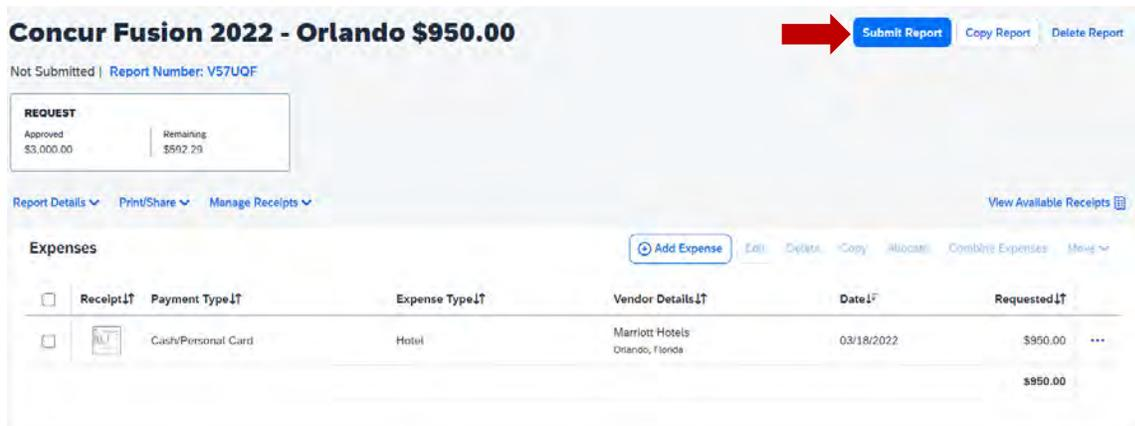 Concur Fusion 2022 - Orlando $950.00
Submit Report Copy Report Delete Report
Not Submitted | Report Number: V57UQF
REQUEST
Approved Remaining
$3,000.00 $592.29
Report Details Print/Share Manage Receipts View Available Receipts
Expenses Add Expense Edit Delete Copy Allocate Combine Expenses Move
Receipt Payment Type Expense Type Vendor Details Date Requested
Cash/Personal Card Hotel Marriott Hotels 03/18/2022 $950.00
Orlando, Florida
$950.00